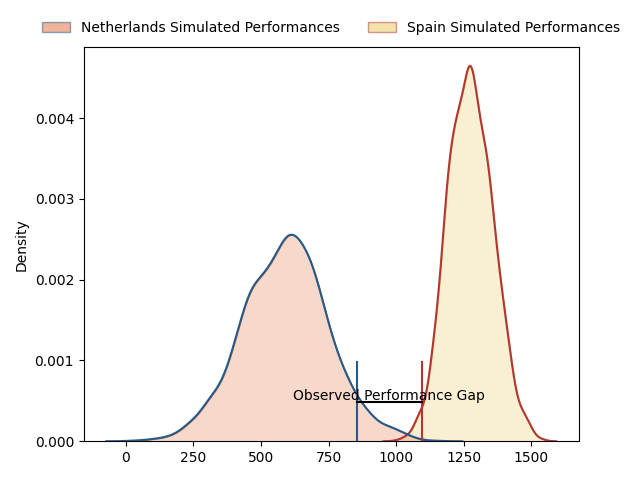 Netherlands Simulated Performances
Spain Simulated Performances
Density
0.004
0.003
0.002
0.001
0.000
Observed Performance Gap
0 250 500 750 1000 1250 1500